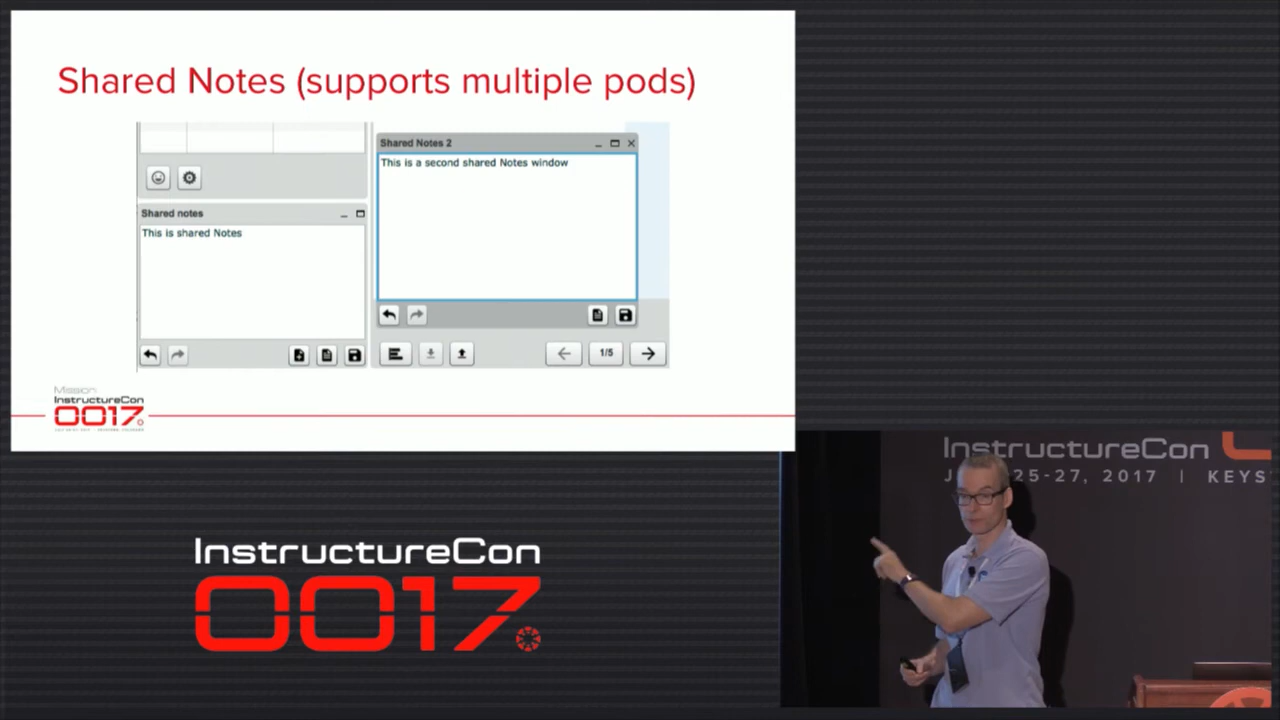 Shared Notes (supports multiple pods)
Shared Notes 2
This is a second shared Notes window
Shared notes
This is shared Notes
1/5
Mission:
InstructureCon
0017
InstructureCon
0017
InstructureCon
25-27, 2017 | KEYS